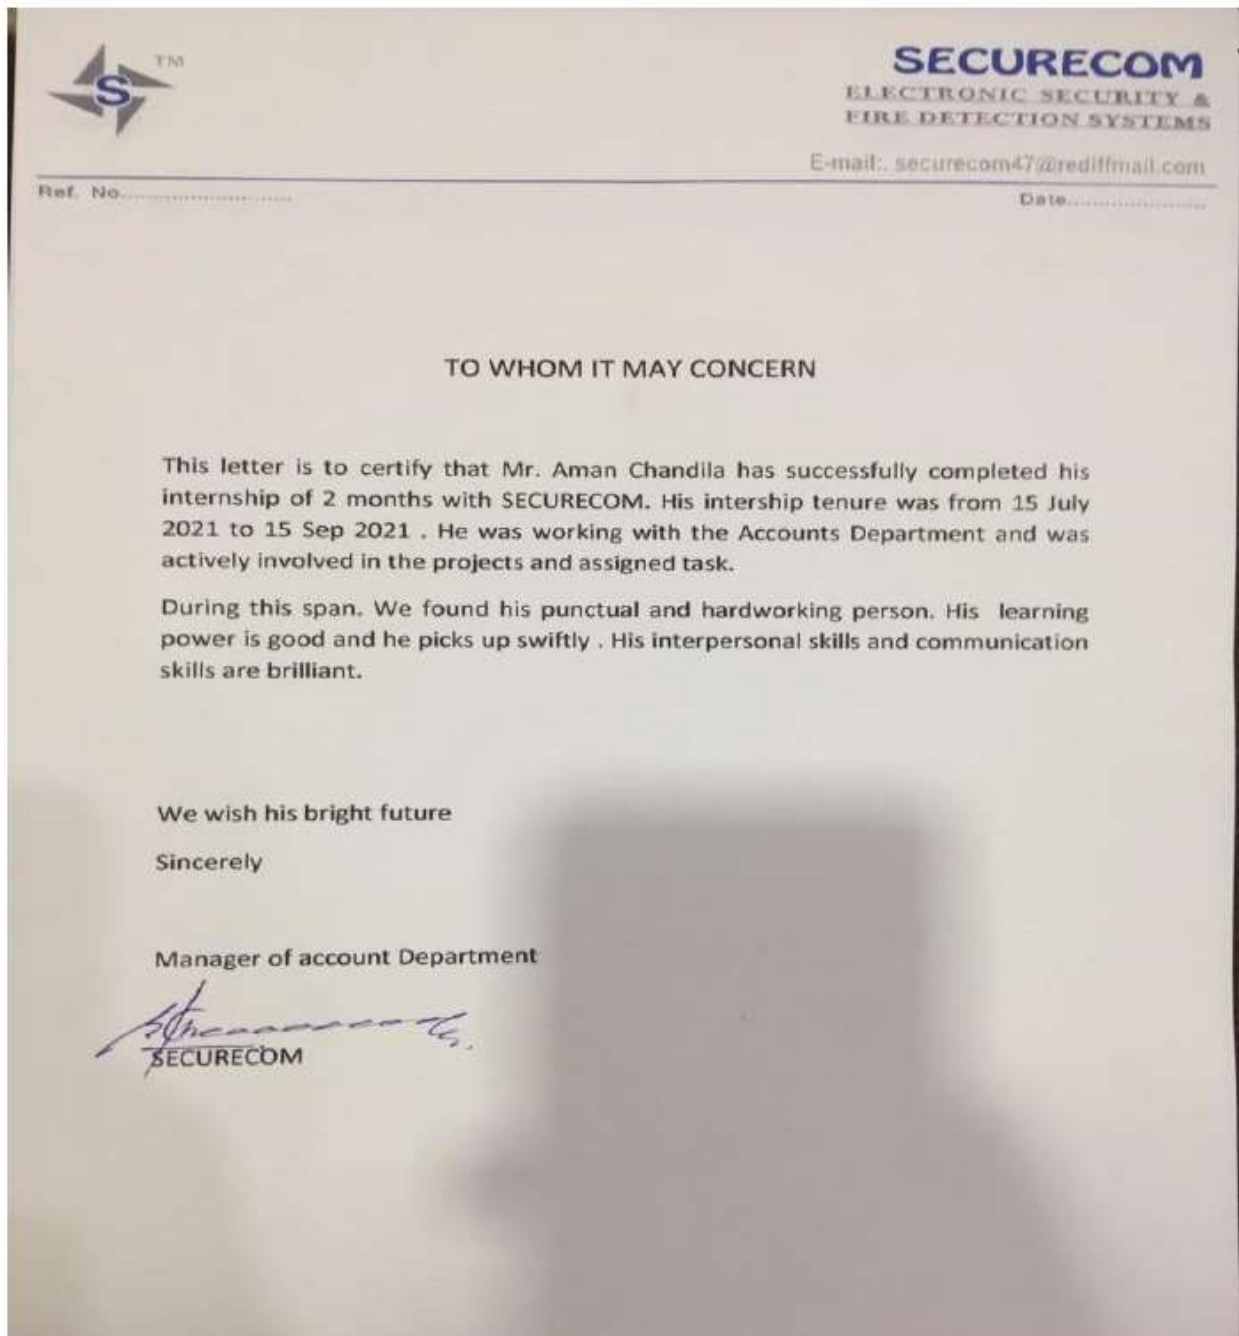 S TM
SECURECOM
ELECTRONIC SECURITY &
FIRE DETECTION SYSTEMS
E-mail:. securecom47@rediffmail.com
Ref. No.............................
Date.......................
TO WHOM IT MAY CONCERN
This letter is to certify that Mr. Aman Chandila has successfully completed his
internship of 2 months with SECURECOM. His intership tenure was from 15 July
2021 to 15 Sep 2021 . He was working with the Accounts Department and was
actively involved in the projects and assigned task.
During this span. We found his punctual and hardworking person. His learning
power is good and he picks up swiftly . His interpersonal skills and communication
skills are brilliant.
We wish his bright future
Sincerely
Manager of account Department
SECURECOM